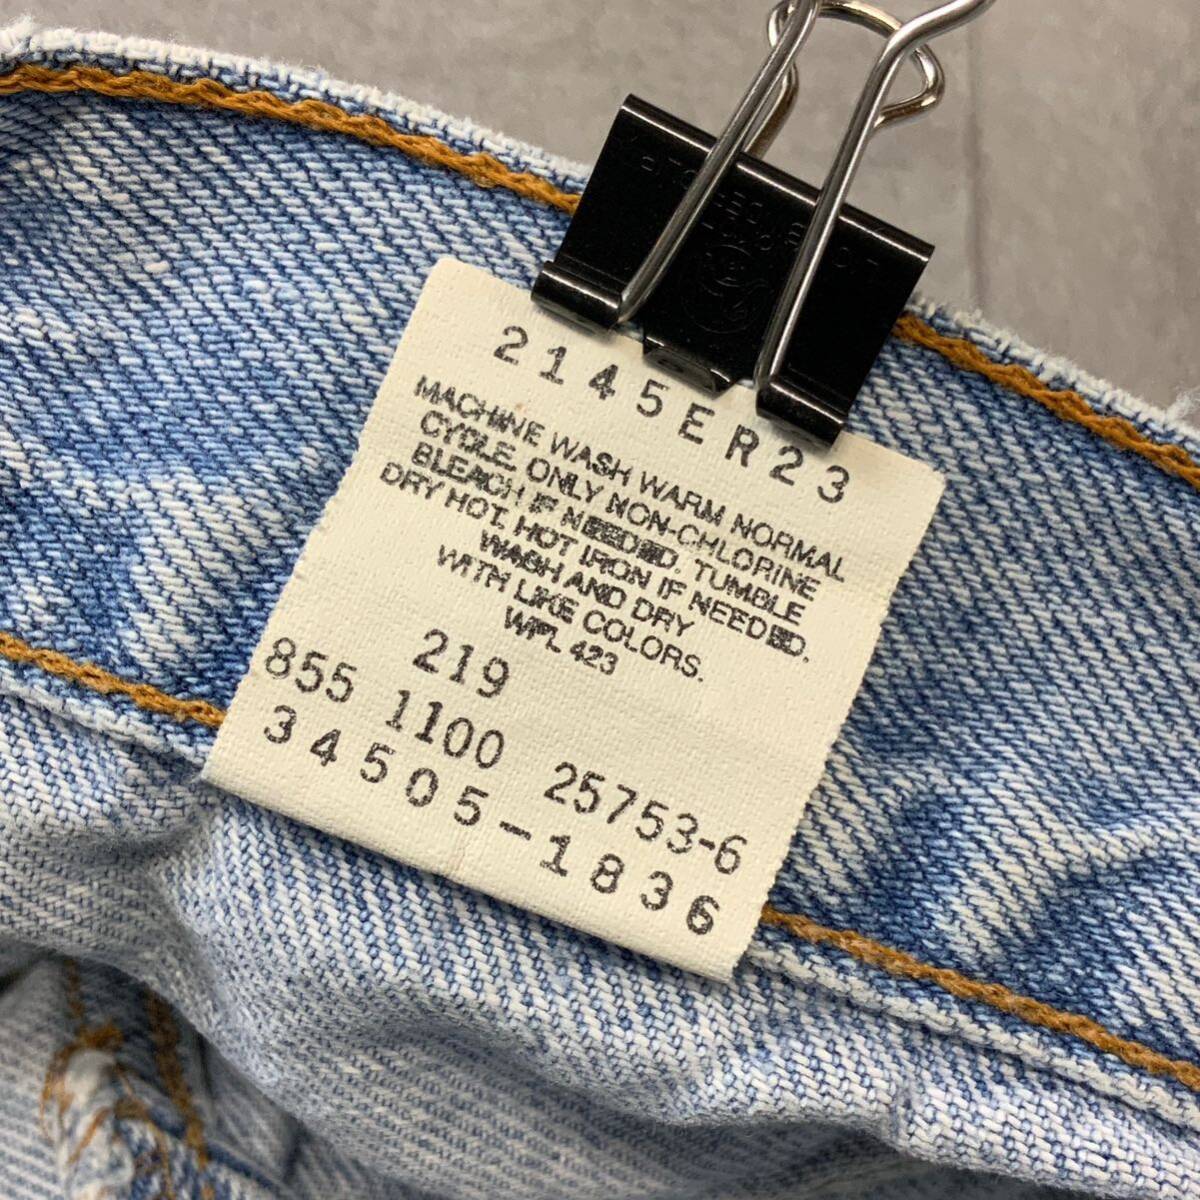 2145ER23
MACHINE WASH WARM NORMAL
CYCLE. ONLY NON-CHLORINE
BLEACH IF NEEDED. TUMBLE
DRY HOT. HOT IRON IF NEEDED.
WASH AND DRY
WITH LIKE COLORS.
WPL 423
219
855 1100 25753-6
34505-1836